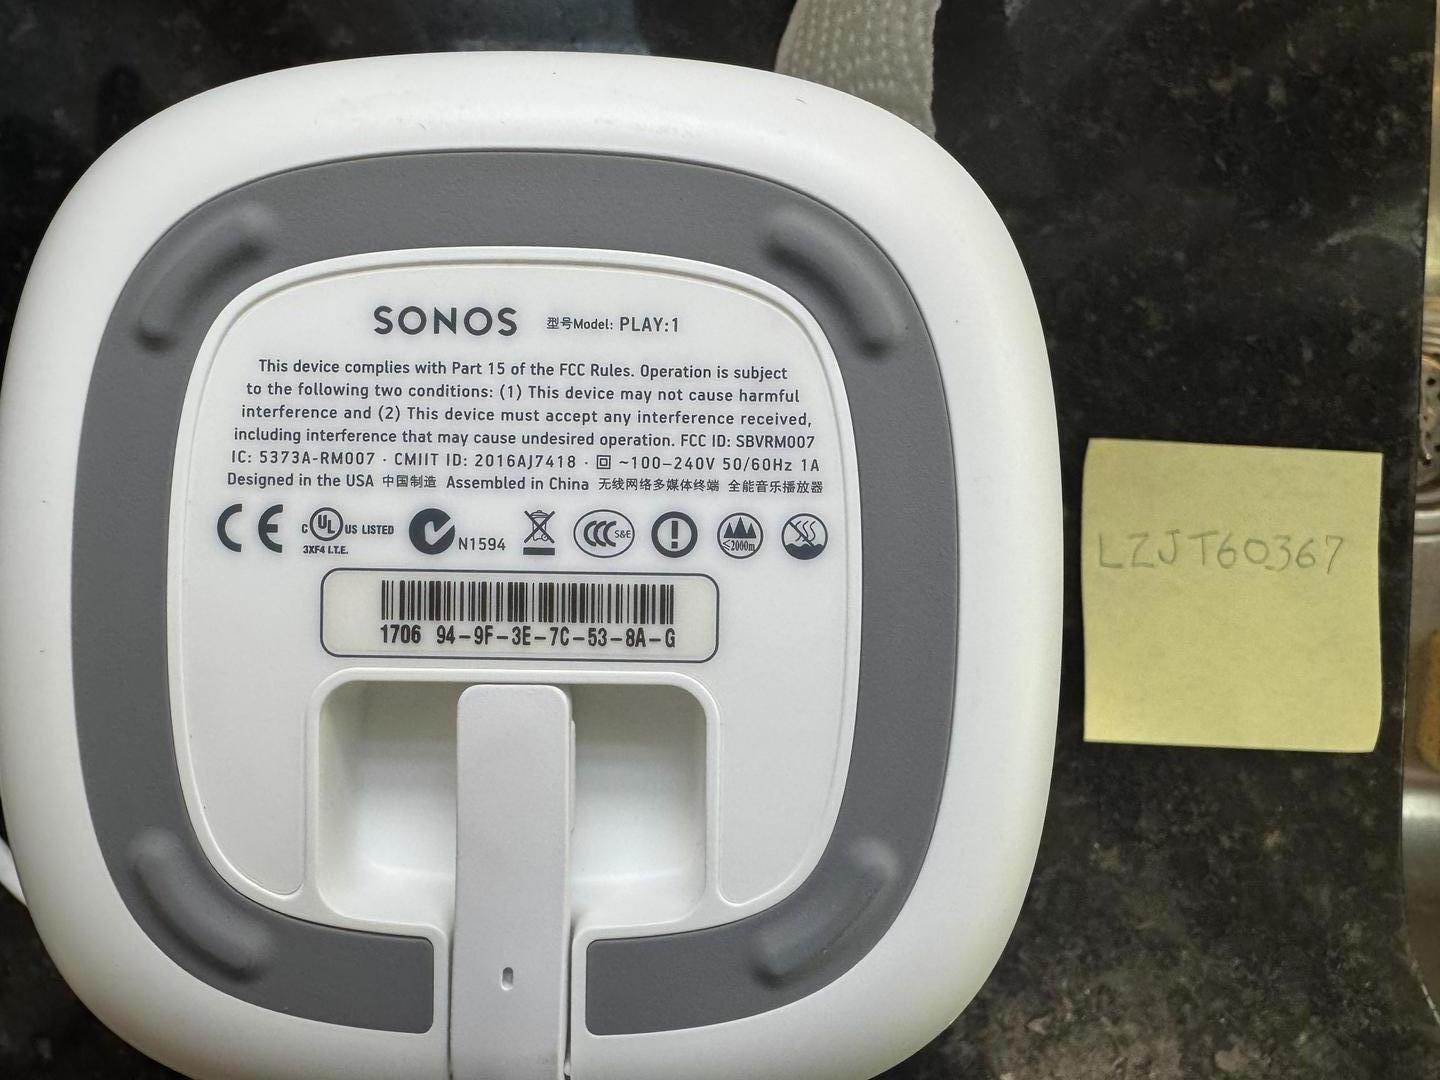 SONOS 型号Model: PLAY:1
This device complies with Part 15 of the FCC Rules. Operation is subject
to the following two conditions: (1) This device may not cause harmful
interference and (2) This device must accept any interference received,
including interference that may cause undesired operation. FCC ID: SBVRM007
IC: 5373A-RM007 · CMIIT ID: 2016AJ7418 · ~100–240V 50/60Hz 1A
Designed in the USA 中国制造 Assembled in China 无线网络多媒体终端 全能音乐播放器
CE C UL US LISTED 3XF4 I.T.E. N1594 CCC S&E ! ≤2000m
1706 94-9F-3E-7C-53-8A-G
LZJT60367